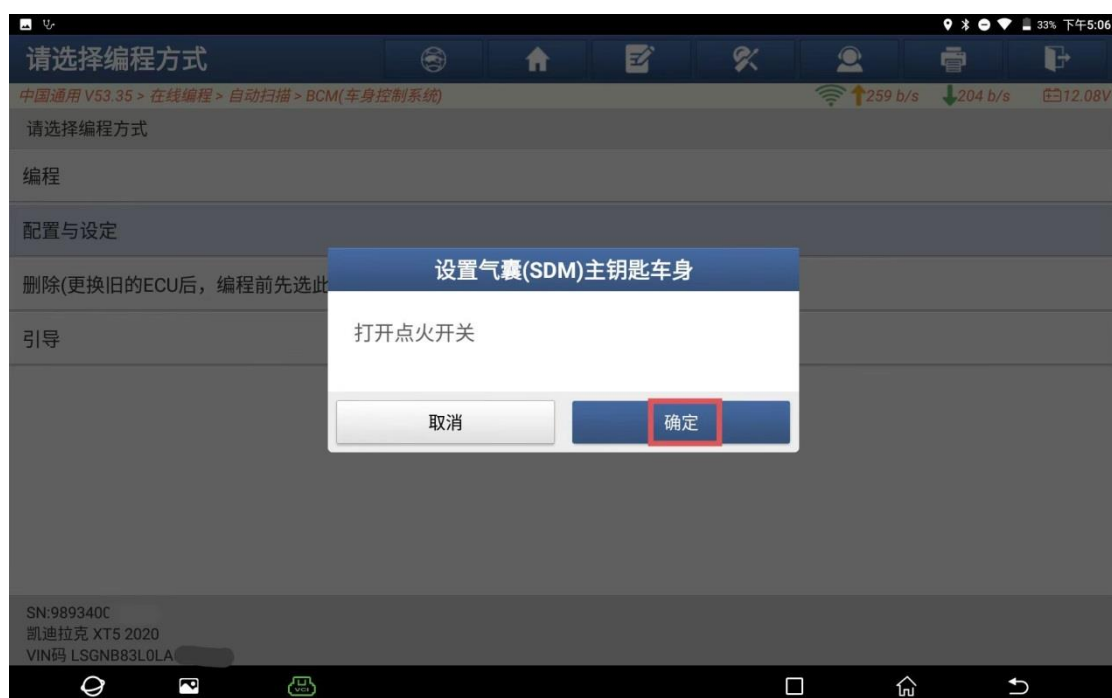 33% 下午5:06
请选择编程方式
中国通用 V53.35 > 在线编程 > 自动扫描 > BCM(车身控制系统)
259 b/s 204 b/s 12.08V
请选择编程方式
编程
配置与设定
删除(更换旧的ECU后，编程前先选此
引导
设置气囊(SDM)主钥匙车身
打开点火开关
取消 确定
SN:989340C
凯迪拉克 XT5 2020
VIN码 LSGNB83L0LA
VCI